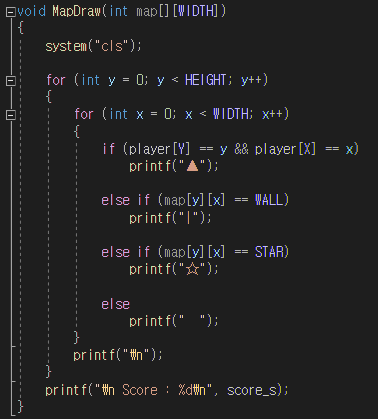 void MapDraw(int map[][WIDTH])
{
system("cls");
for (int y = 0; y < HEIGHT; y++)
{
for (int x = 0; x < WIDTH; x++)
{
if (player[Y] == y && player[X] == x)
printf("▲");
else if (map[y][x] == WALL)
printf("|");
else if (map[y][x] == STAR)
printf("☆");
else
printf("  ");
}
printf("₩n");
}
printf("₩n Score : %d₩n", score_s);
}